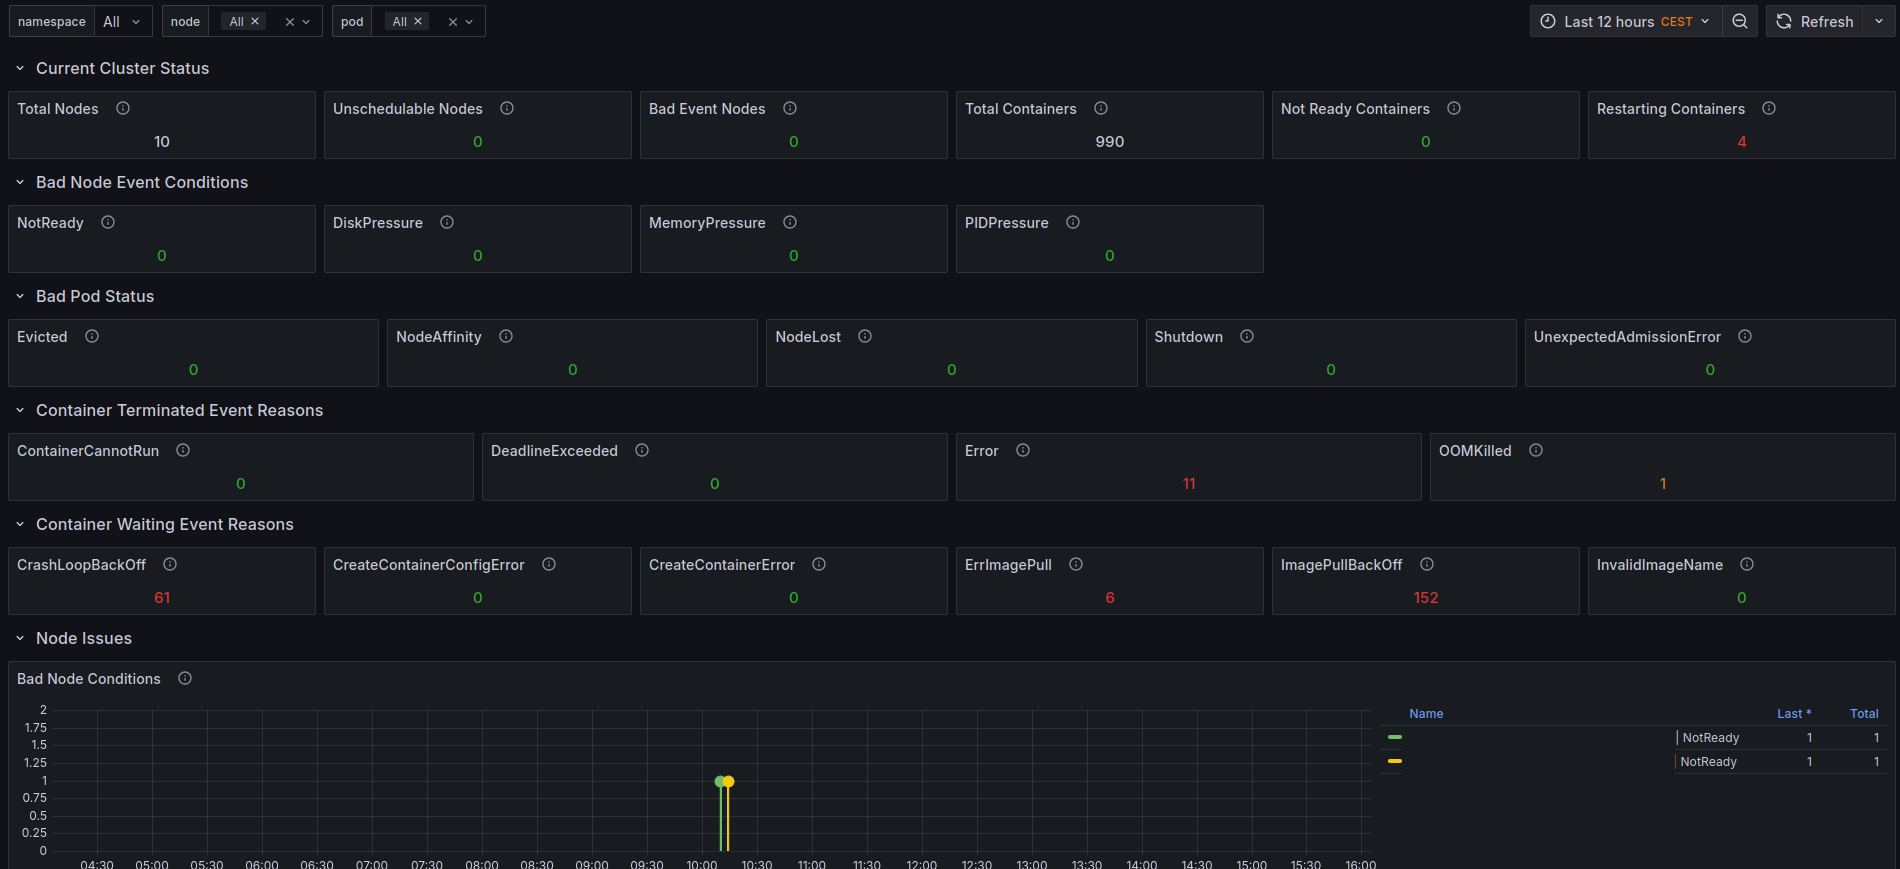 namespace All node All pod All Last 12 hours CEST Refresh
Current Cluster Status
Total Nodes Unschedulable Nodes Bad Event Nodes Total Containers Not Ready Containers Restarting Containers
10 0 0 990 0 4
Bad Node Event Conditions
NotReady DiskPressure MemoryPressure PIDPressure
0 0 0 0
Bad Pod Status
Evicted NodeAffinity NodeLost Shutdown UnexpectedAdmissionError
0 0 0 0 0
Container Terminated Event Reasons
ContainerCannotRun DeadlineExceeded Error OOMKilled
0 0 11 1
Container Waiting Event Reasons
CrashLoopBackOff CreateContainerConfigError CreateContainerError ErrImagePull ImagePullBackOff InvalidImageName
61 0 0 6 152 0
Node Issues
Bad Node Conditions
2
1.75
1.5
1.25
1
0.75
0.5
0.25
0
04:30 05:00 05:30 06:00 06:30 07:00 07:30 08:00 08:30 09:00 09:30 10:00 10:30 11:00 11:30 12:00 12:30 13:00 13:30 14:00 14:30 15:00 15:30 16:00
Name Last * Total
NotReady 1 1
NotReady 1 1